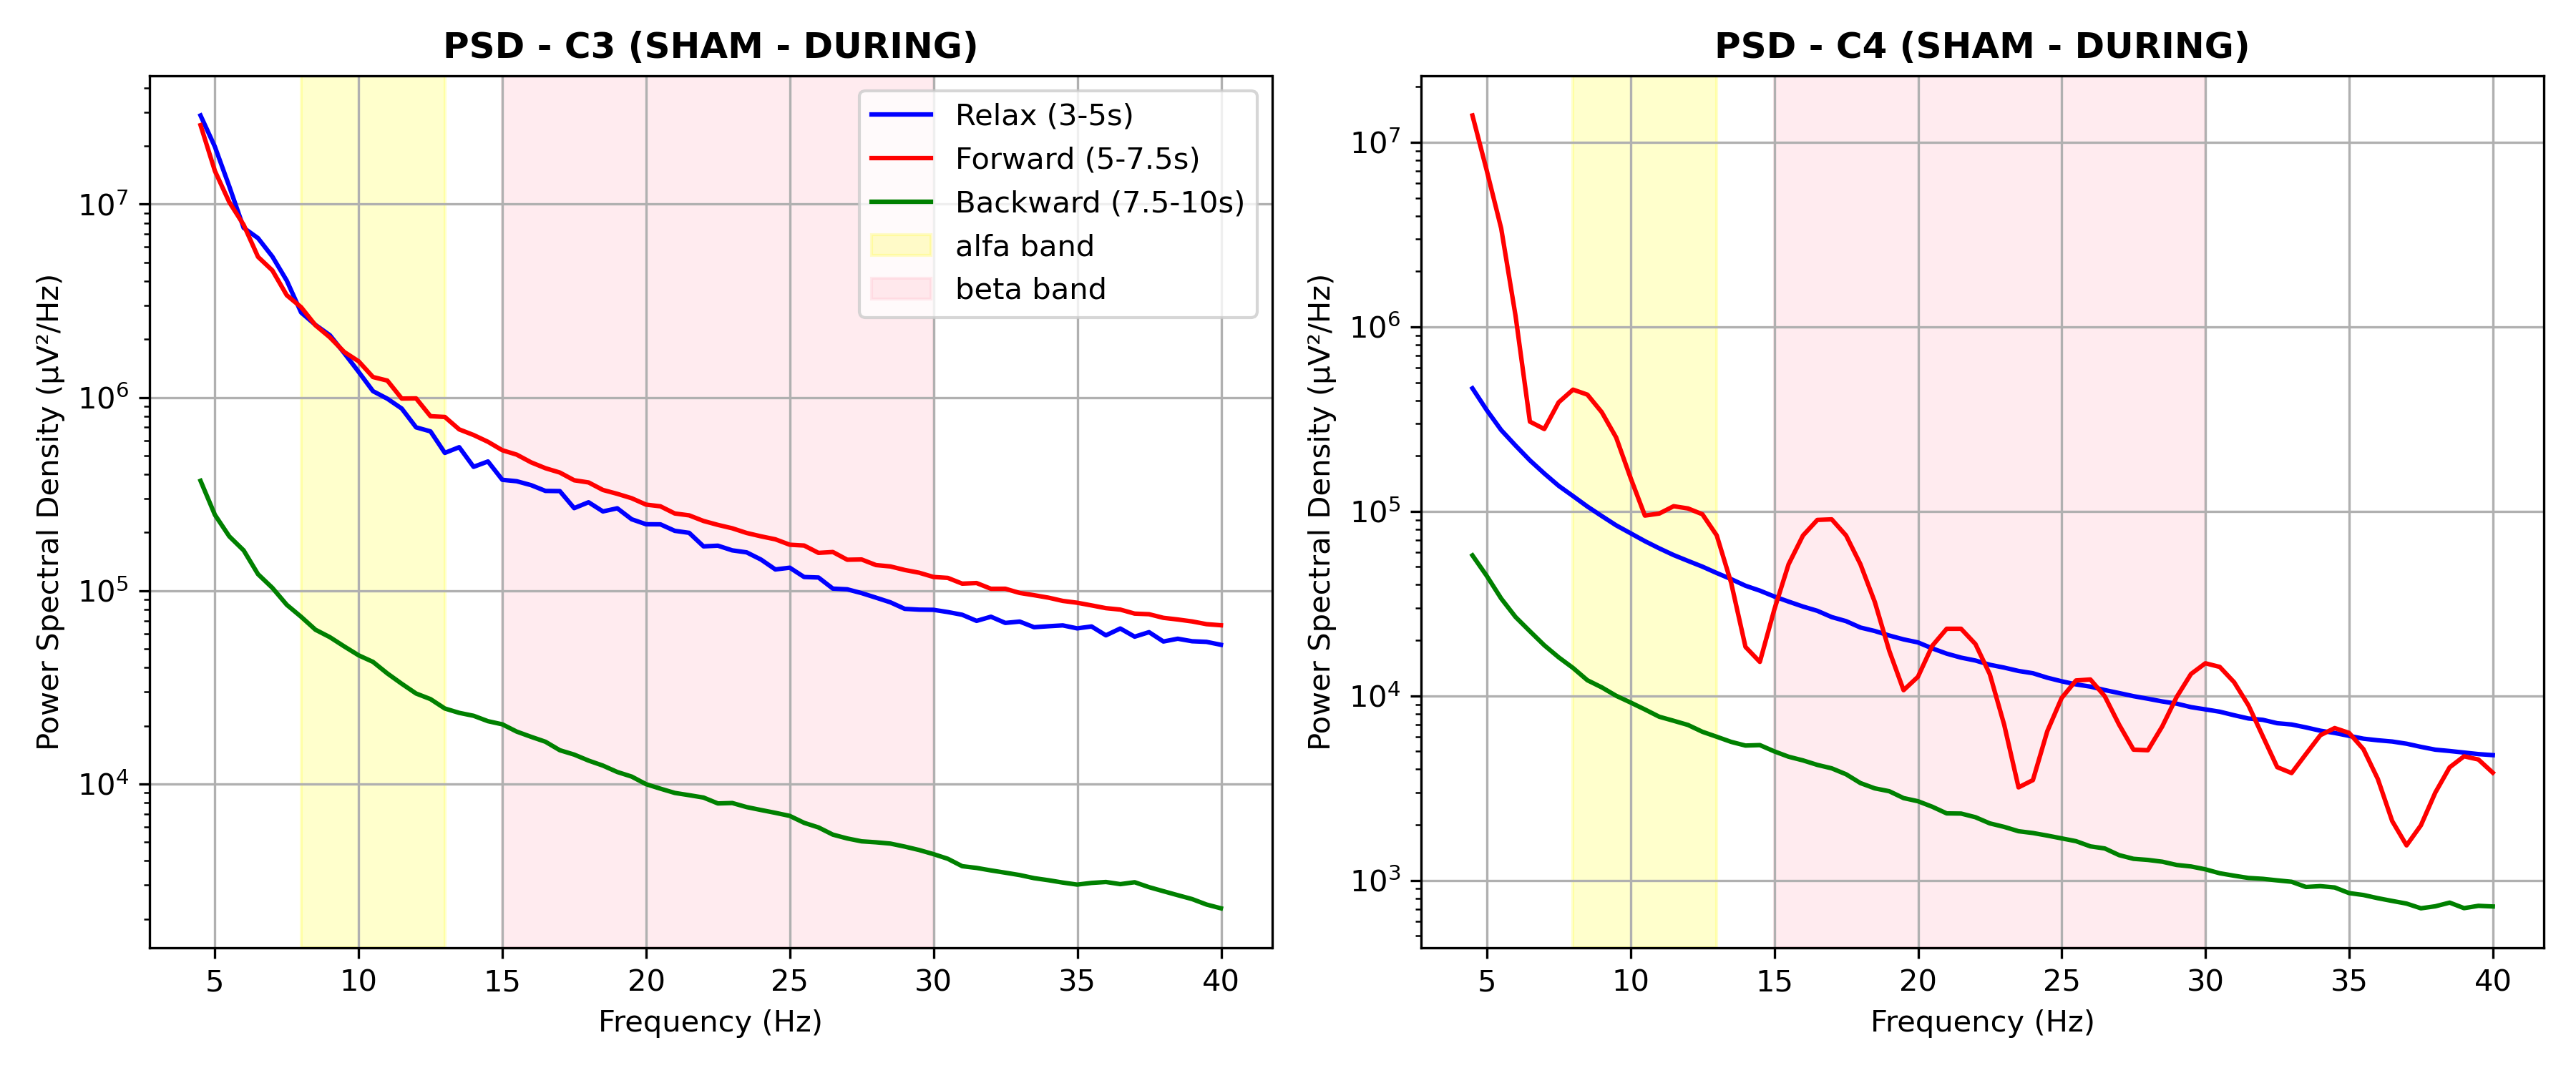 PSD - C3 (SHAM - DURING)
Power Spectral Density (µV²/Hz)
10⁷
10⁶
10⁵
10⁴
5 10 15 20 25 30 35 40
Frequency (Hz)
Relax (3-5s)
Forward (5-7.5s)
Backward (7.5-10s)
alfa band
beta band
PSD - C4 (SHAM - DURING)
Power Spectral Density (µV²/Hz)
10⁷
10⁶
10⁵
10⁴
10³
5 10 15 20 25 30 35 40
Frequency (Hz)